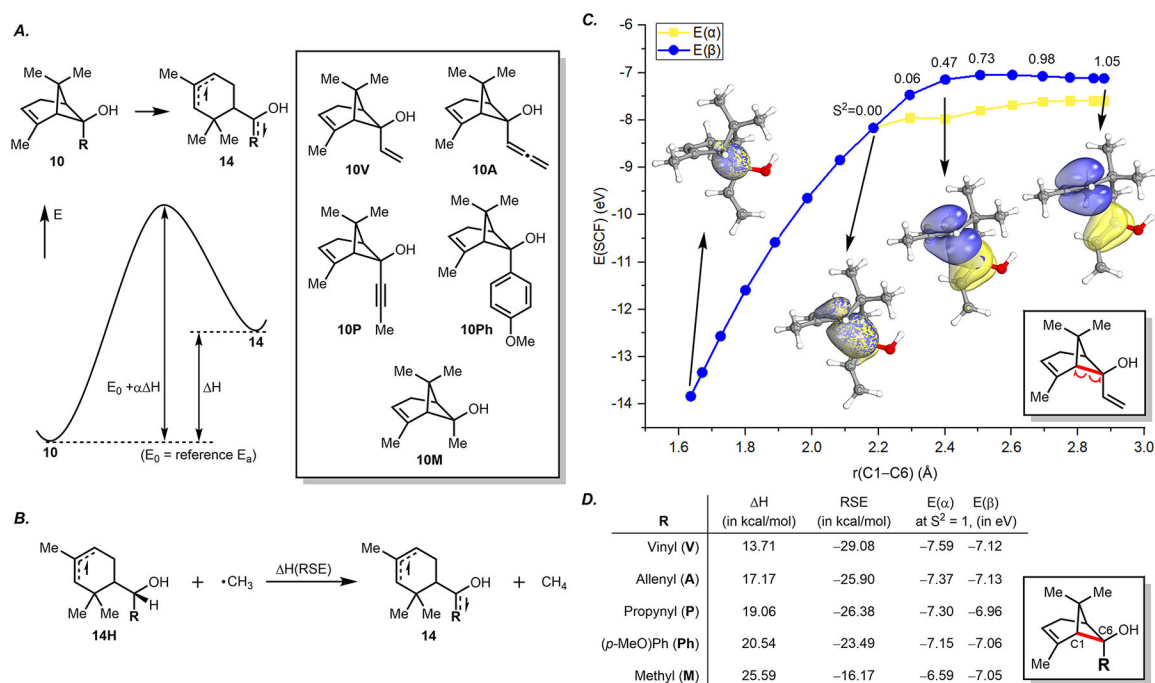 A.
Me Me
OH
R
10
Me
OH
Me Me
R
14
E
E₀ +αΔH
ΔH
14
10
(E₀ = reference Eₐ)
Me
Me
OH
Me
10V
Me
Me
OH
Me
10A
Me
Me
OH
Me
Me
10P
Me
Me
OH
Me
OMe
10Ph
Me
Me
OH
Me
Me
10M
B.
Me
OH
Me Me
R
H
14H
+
•CH₃
ΔH(RSE)
Me
OH
Me Me
R
14
+
CH₄
C.
E(α)
E(β)
E(SCF) (eV)
-6
-7
-8
-9
-10
-11
-12
-13
-14
S²=0.00
0.06
0.47
0.73
0.98
1.05
Me Me
OH
Me
1.6 1.8 2.0 2.2 2.4 2.6 2.8 3.0
r(C1–C6) (Å)
D.
R
ΔH
(in kcal/mol)
RSE
(in kcal/mol)
E(α) E(β)
at S² = 1, (in eV)
Vinyl (V) 13.71 −29.08 −7.59 −7.12
Allenyl (A) 17.17 −25.90 −7.37 −7.13
Propynyl (P) 19.06 −26.38 −7.30 −6.96
(p-MeO)Ph (Ph) 20.54 −23.49 −7.15 −7.06
Methyl (M) 25.59 −16.17 −6.59 −7.05
Me Me
C6
OH
C1
Me
R